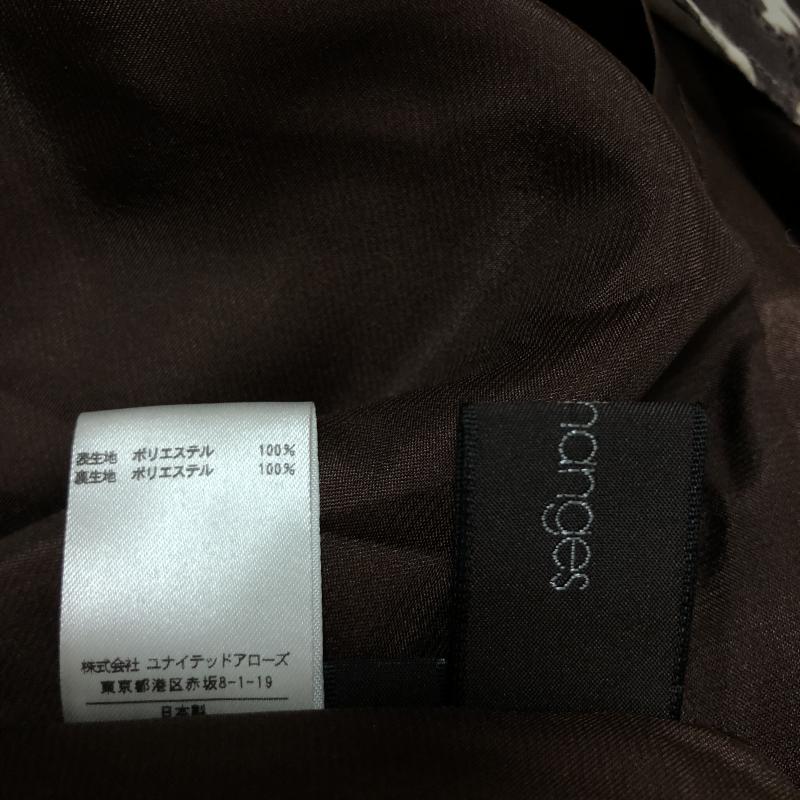 表生地 ポリエステル 100%
裏生地 ポリエステル 100%
株式会社 ユナイテッドアローズ
東京都港区赤坂8-1-19
日本製
hanges